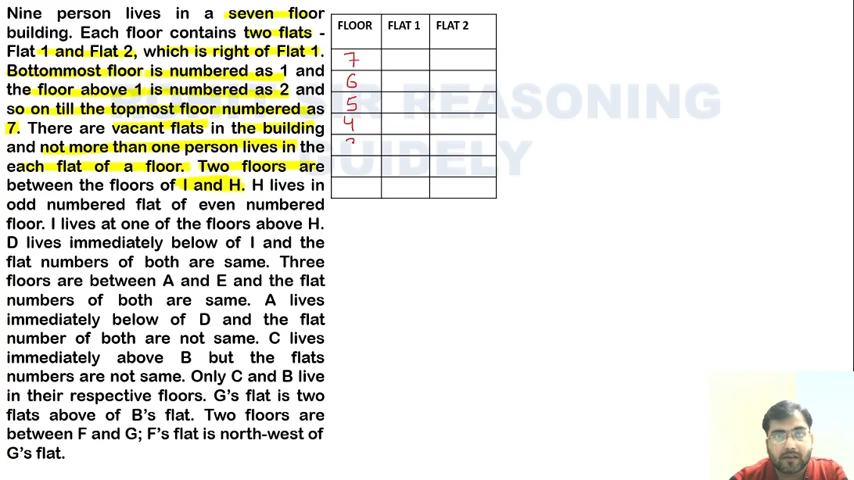 Nine person lives in a seven floor
building. Each floor contains two flats -
Flat 1 and Flat 2, which is right of Flat 1.
Bottommost floor is numbered as 1 and
the floor above 1 is numbered as 2 and
so on till the topmost floor numbered as
7. There are vacant flats in the building
and not more than one person lives in the
each flat of a floor. Two floors are
between the floors of I and H. H lives in
odd numbered flat of even numbered
floor. I lives at one of the floors above H.
D lives immediately below of I and the
flat numbers of both are same. Three
floors are between A and E and the flat
numbers of both are same. A lives
immediately below of D and the flat
number of both are not same. C lives
immediately above B but the flats
numbers are not same. Only C and B live
in their respective floors. G's flat is two
flats above of B's flat. Two floors are
between F and G; F's flat is north-west of
G's flat.
FLOOR FLAT 1 FLAT 2
7
6
5
4
REASONING
GUIDELY